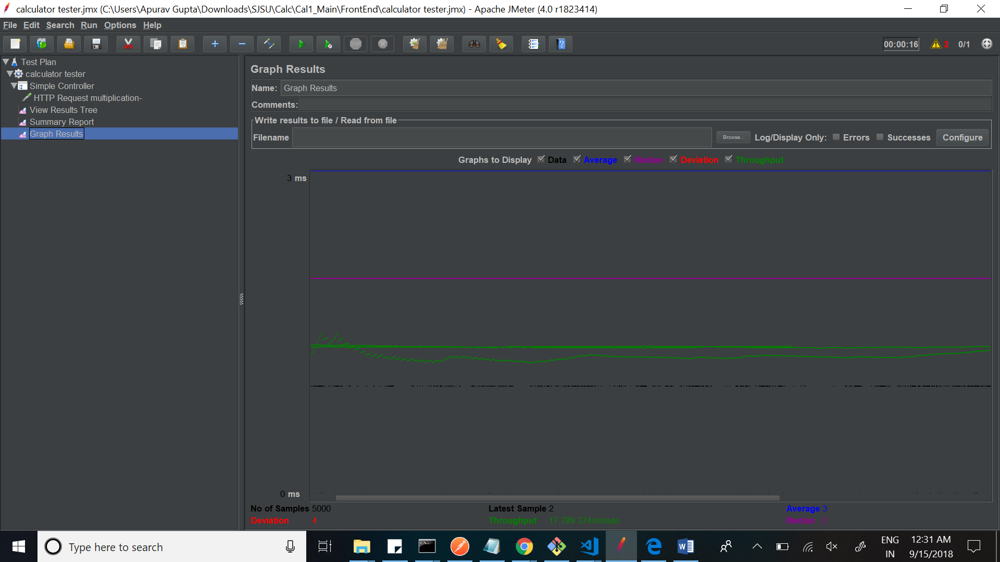 calculator tester.jmx (C:\Users\Apurav Gupta\Downloads\SJSU\Calc\Cal1_Main\FrontEnd\calculator tester.jmx) - Apache JMeter (4.0 r1823414)
File Edit Search Run Options Help
STOP
00:00:16 2 0/1
Test Plan
calculator tester
Simple Controller
HTTP Request multiplication-
View Results Tree
Summary Report
Graph Results
Graph Results
Name: Graph Results
Comments:
Write results to file / Read from file
Filename Browse... Log/Display Only: Errors Successes Configure
Graphs to Display Data Average Median Deviation Throughput
3 ms
0 ms
No of Samples 5000 Latest Sample 2 Average 3
Deviation 4 Throughput 17,769.374/minute Median 2
Type here to search
ENG
IN
12:31 AM
9/15/2018